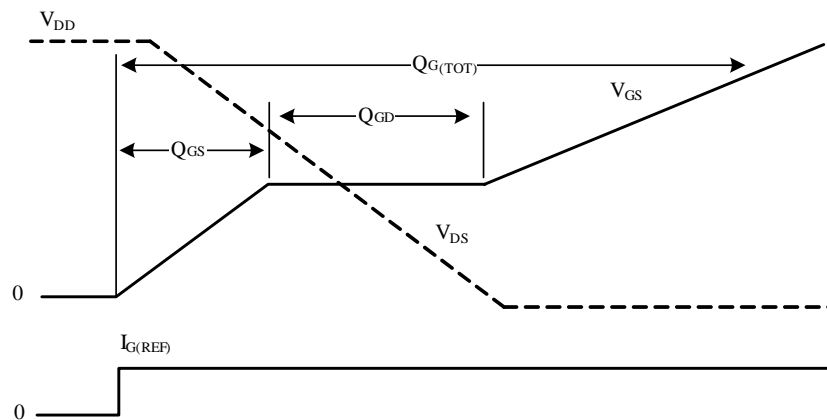 VDD
QG(TOT)
VGS
QGD
QGS
VDS
0
IG(REF)
0